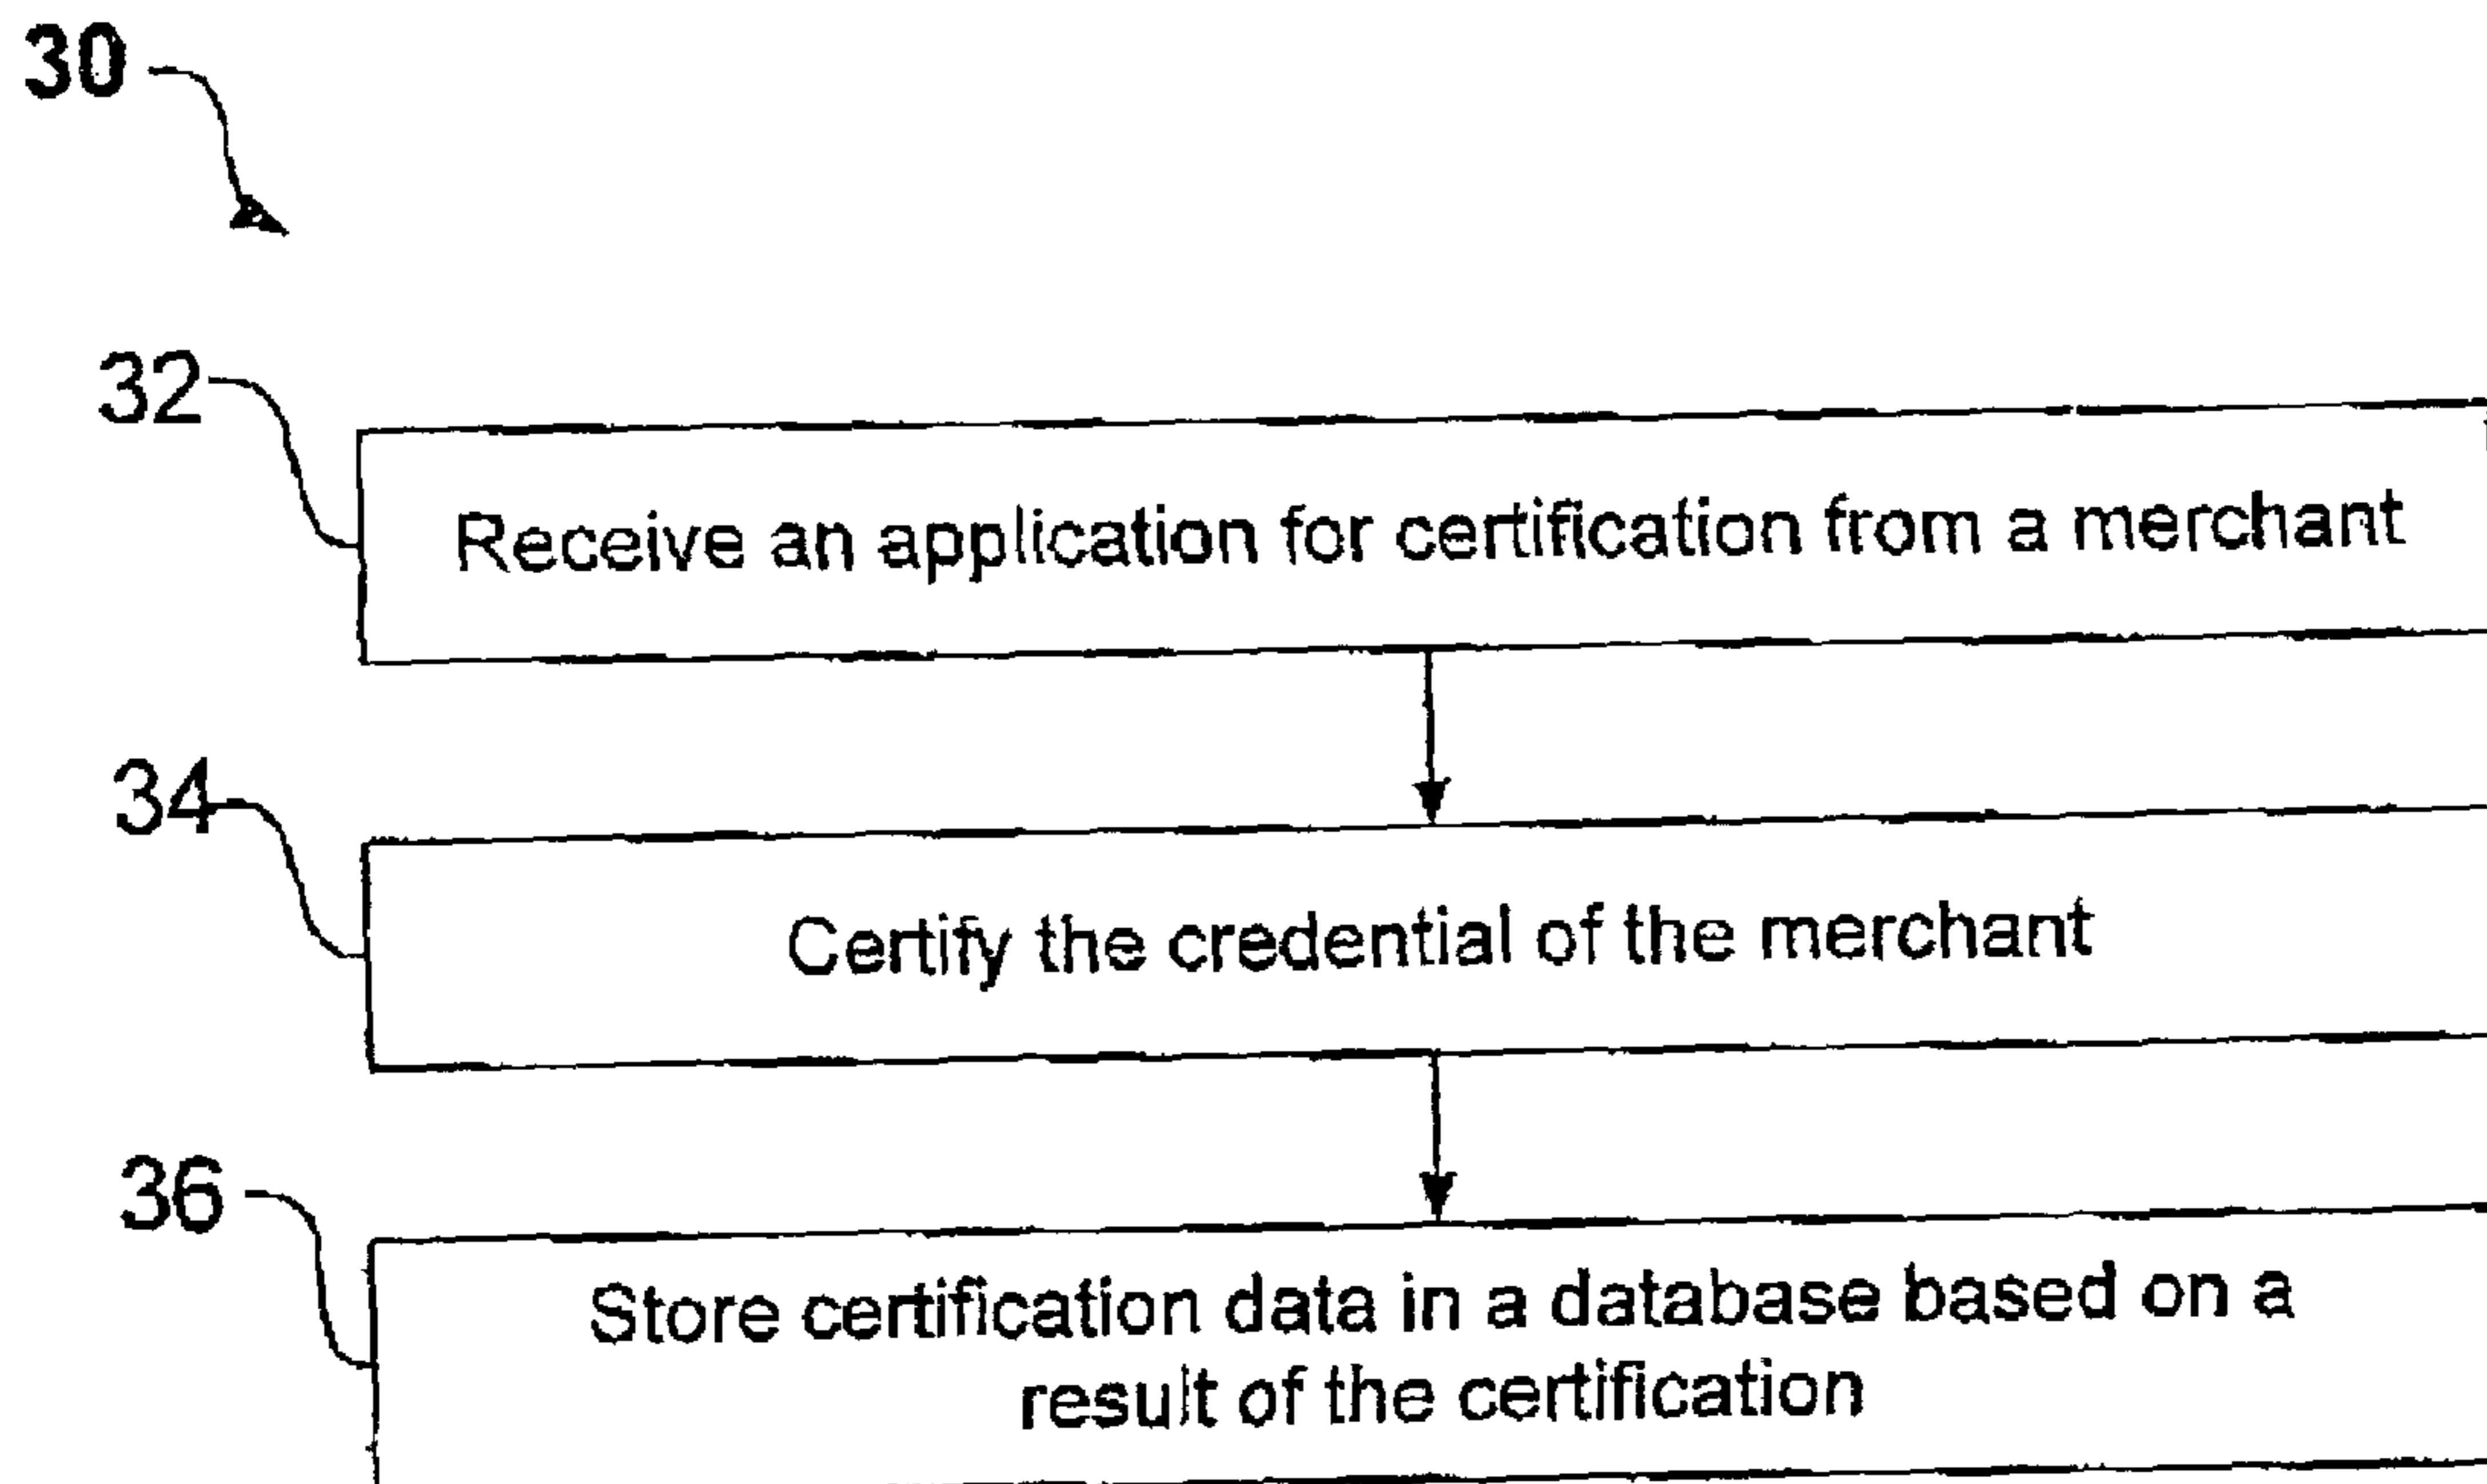 30
32
Receive an application for certification from a merchant
34
Certify the credential of the merchant
36
Store certification data in a database based on a
result of the certification